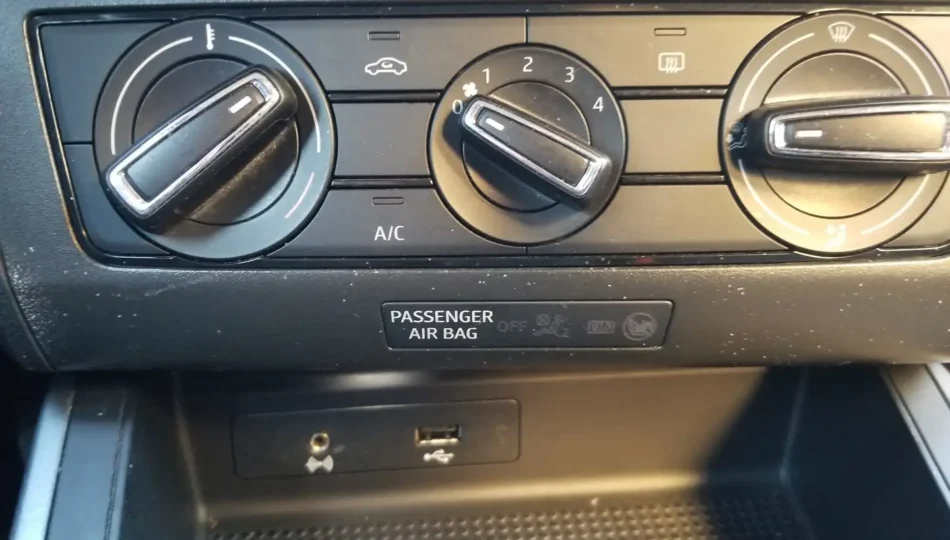 1 2 3
0 4
A/C
PASSENGER OFF ON
AIR BAG